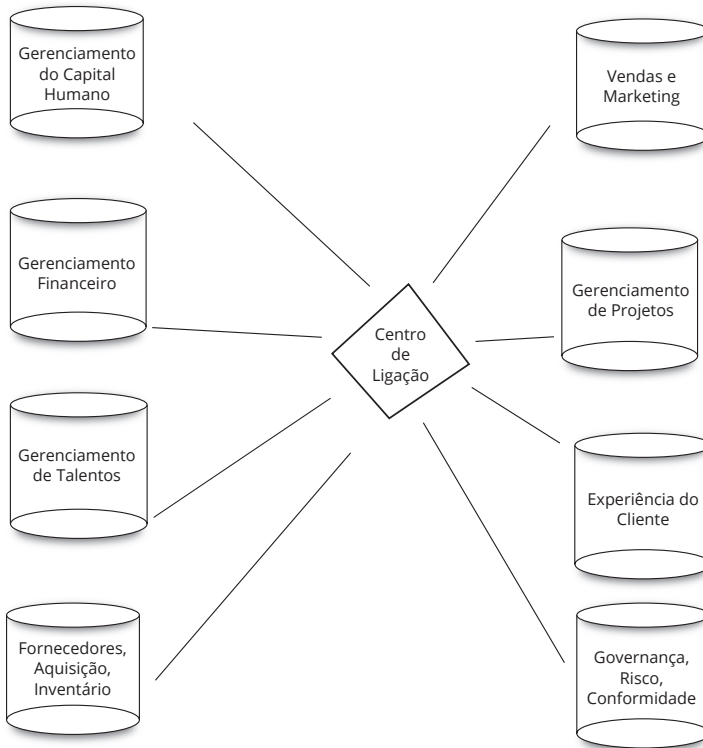 Gerenciamento
do Capital
Humano
Vendas e
Marketing
Gerenciamento
Financeiro
Gerenciamento
de Projetos
Centro
de
Ligação
Gerenciamento
de Talentos
Experiência do
Cliente
Fornecedores,
Aquisição,
Inventário
Governança,
Risco,
Conformidade